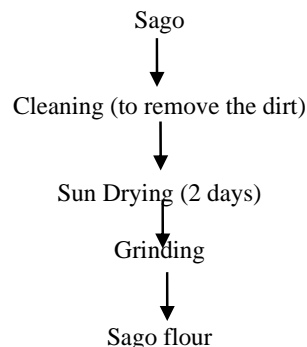 Sago
Cleaning (to remove the dirt)
Sun Drying (2 days)
Grinding
Sago flour